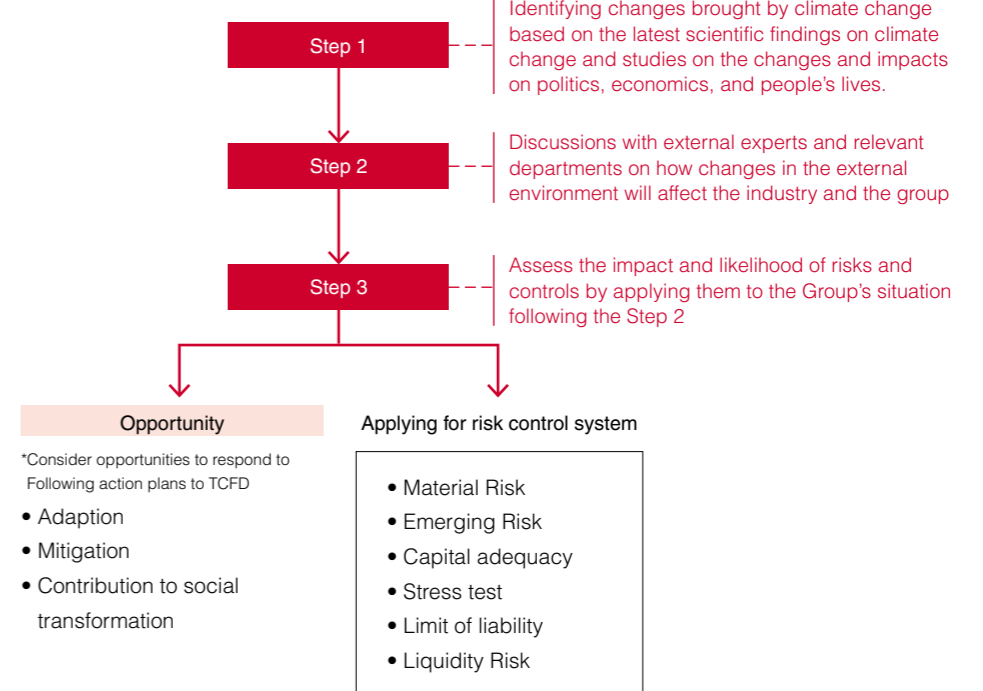 Step 1
Identifying changes brought by climate change
based on the latest scientific findings on climate
change and studies on the changes and impacts
on politics, economics, and people's lives.
Step 2
Discussions with external experts and relevant
departments on how changes in the external
environment will affect the industry and the group
Step 3
Assess the impact and likelihood of risks and
controls by applying them to the Group's situation
following the Step 2
Opportunity
*Consider opportunities to respond to
Following action plans to TCFD
• Adaption
• Mitigation
• Contribution to social
transformation
Applying for risk control system
• Material Risk
• Emerging Risk
• Capital adequacy
• Stress test
• Limit of liability
• Liquidity Risk